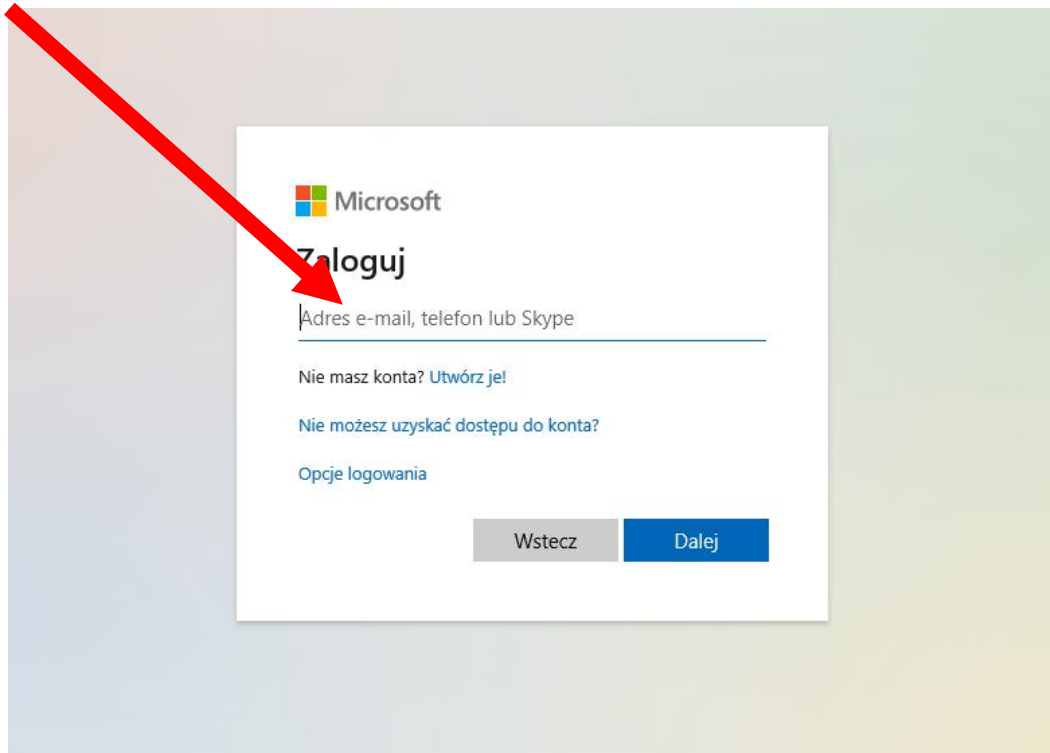 Microsoft
Zaloguj
Adres e-mail, telefon lub Skype
Nie masz konta? Utwórz je!
Nie możesz uzyskać dostępu do konta?
Opcje logowania
Wstecz Dalej